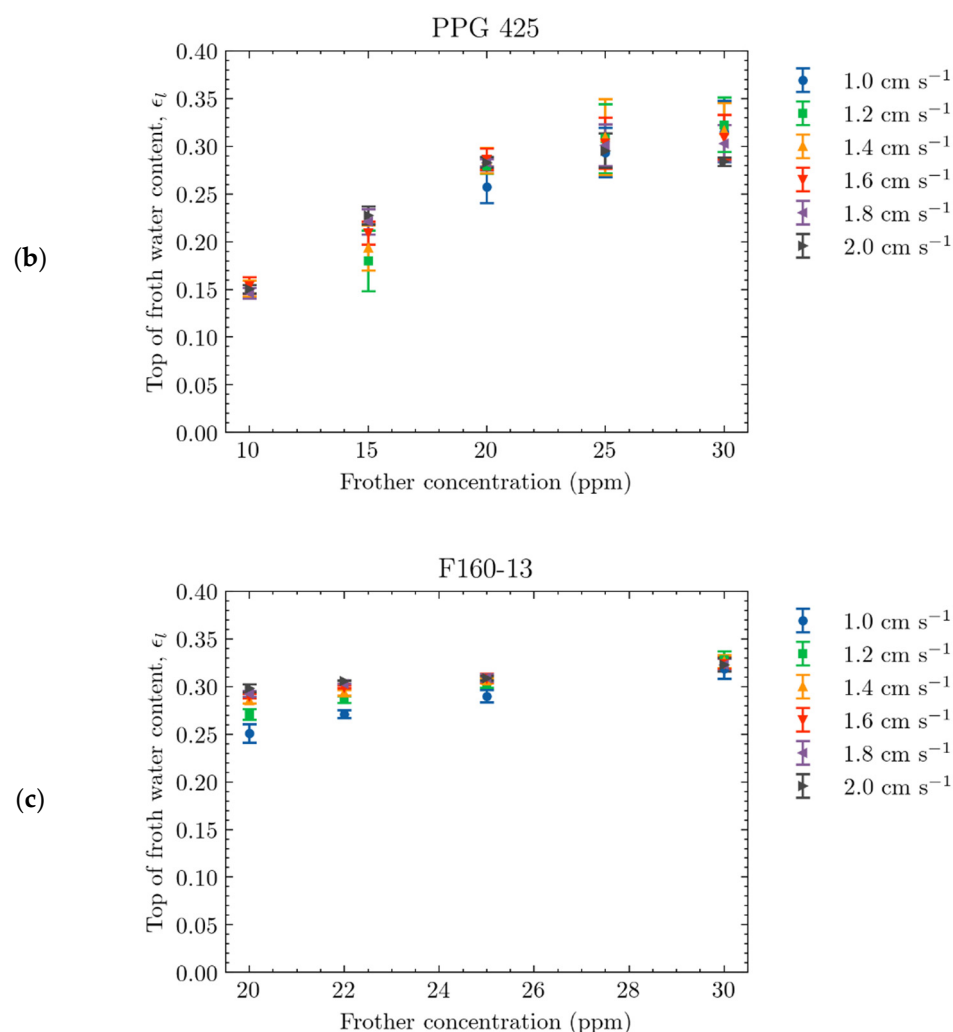 PPG 425
0.40
0.35
0.30
0.25
0.20
0.15
0.10
0.05
0.00
Top of froth water content, ϵₗ
10 15 20 25 30
Frother concentration (ppm)
1.0 cm s⁻¹
1.2 cm s⁻¹
1.4 cm s⁻¹
1.6 cm s⁻¹
1.8 cm s⁻¹
2.0 cm s⁻¹
(b)
F160-13
0.40
0.35
0.30
0.25
0.20
0.15
0.10
0.05
0.00
Top of froth water content, ϵₗ
20 22 24 26 28 30
Frother concentration (ppm)
1.0 cm s⁻¹
1.2 cm s⁻¹
1.4 cm s⁻¹
1.6 cm s⁻¹
1.8 cm s⁻¹
2.0 cm s⁻¹
(c)